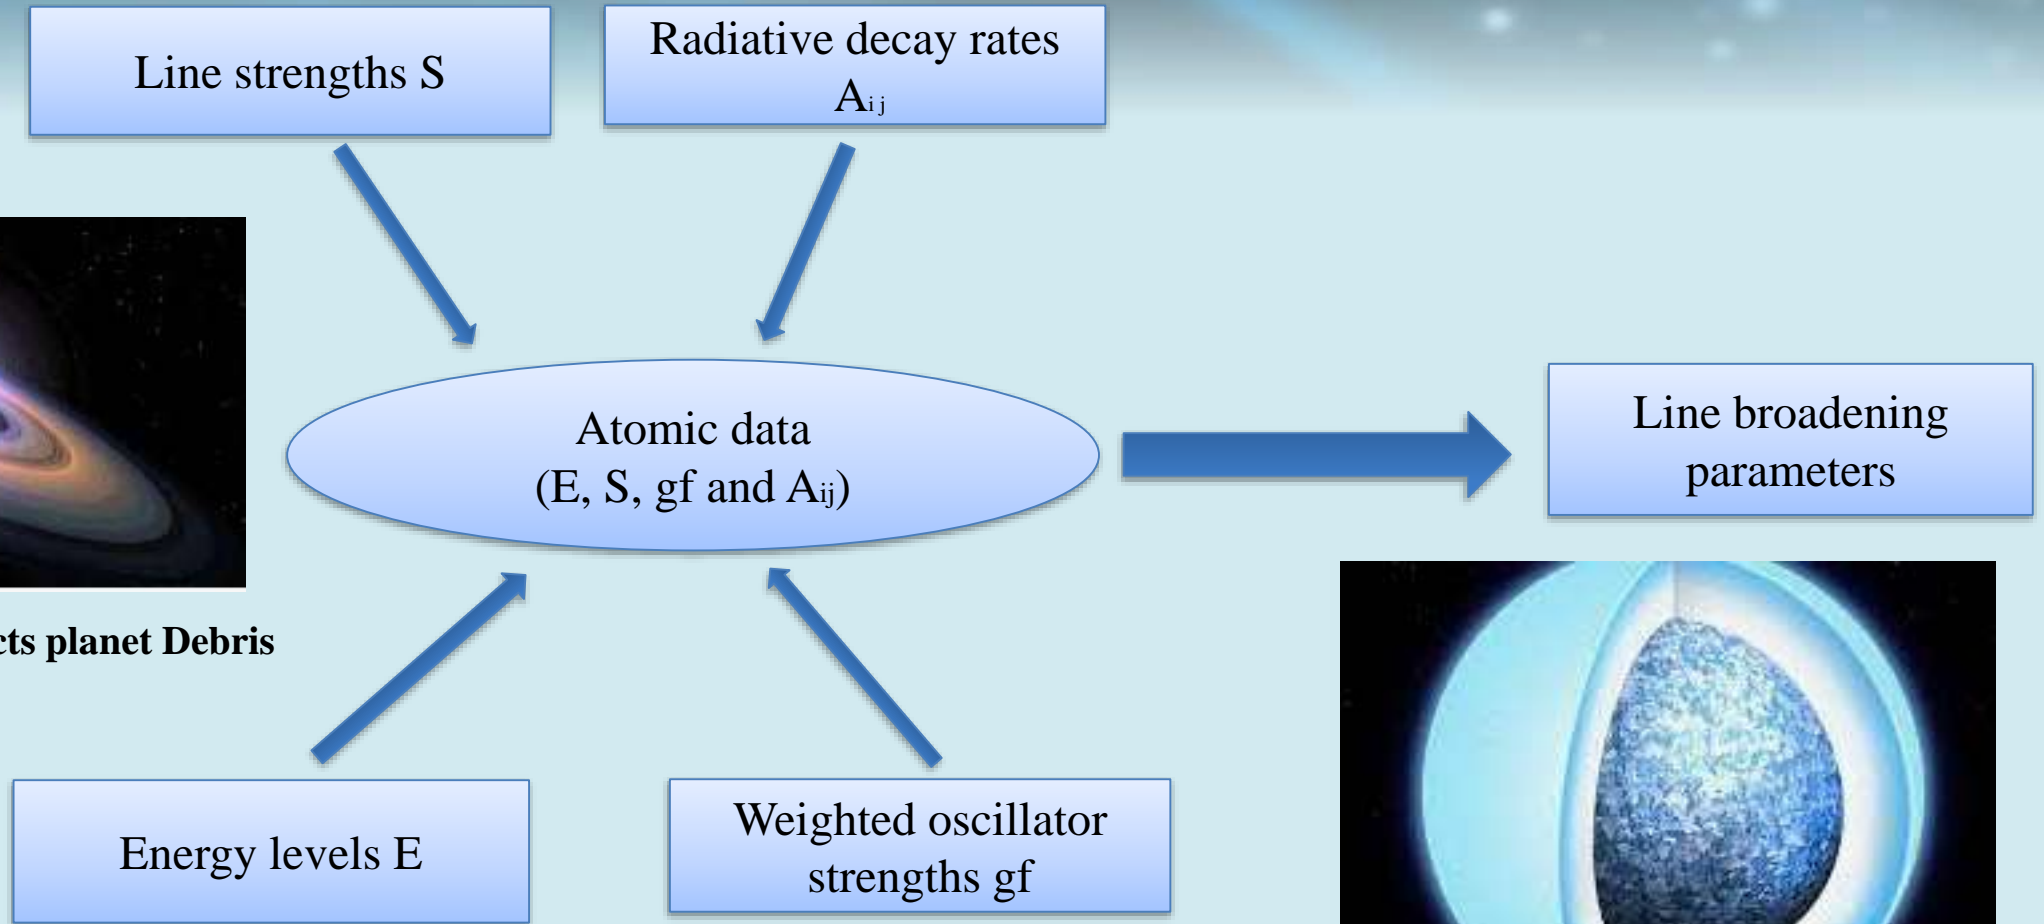 Line strengths S
Radiative decay rates
Aij
Atomic data
(E, S, gf and Aij)
Line broadening
parameters
planet Debris
Energy levels E
Weighted oscillator
strengths gf